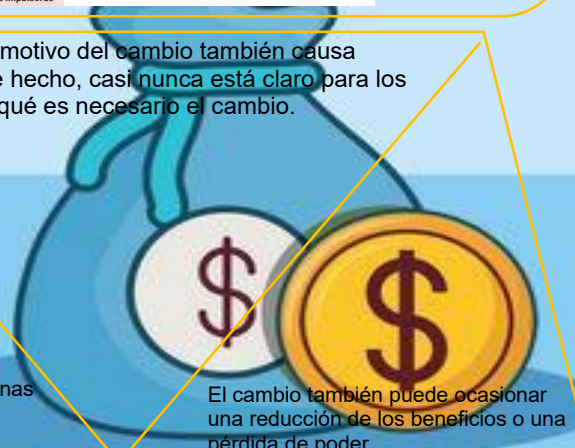 motivo del cambio también causa
hecho, casi nunca está claro para los
qué es necesario el cambio.
$
$
nas
El cambio también puede ocasionar
una reducción de los beneficios o una
pérdida de poder